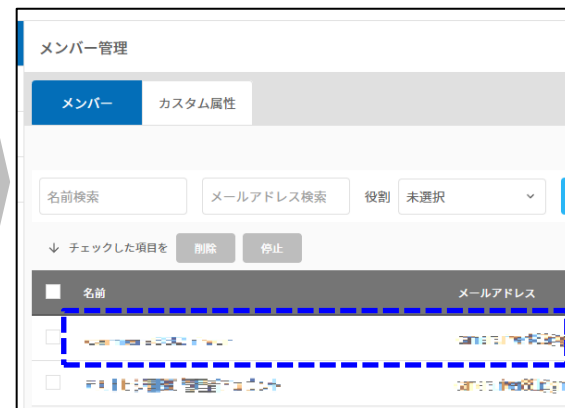 メンバー管理
メンバー カスタム属性
名前検索 メールアドレス検索 役割 未選択
↓ チェックした項目を 削除 停止
名前 メールアドレス